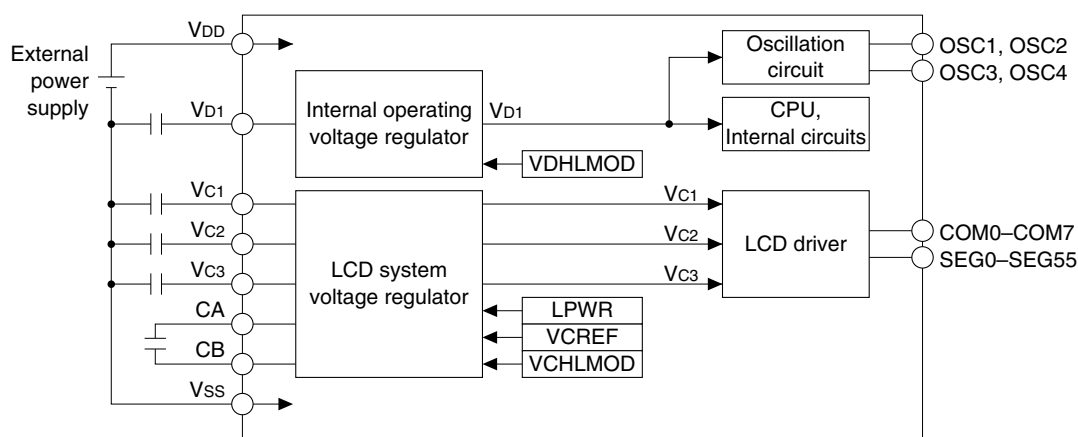 External
power
supply
VDD
VD1
VC1
VC2
VC3
CA
CB
VSS
Internal operating
voltage regulator
VD1
VDHLMOD
Oscillation
circuit
CPU,
Internal circuits
OSC1, OSC2
OSC3, OSC4
LCD system
voltage regulator
VC1
VC2
VC3
LPWR
VCREF
VCHLMOD
LCD driver
COM0–COM7
SEG0–SEG55